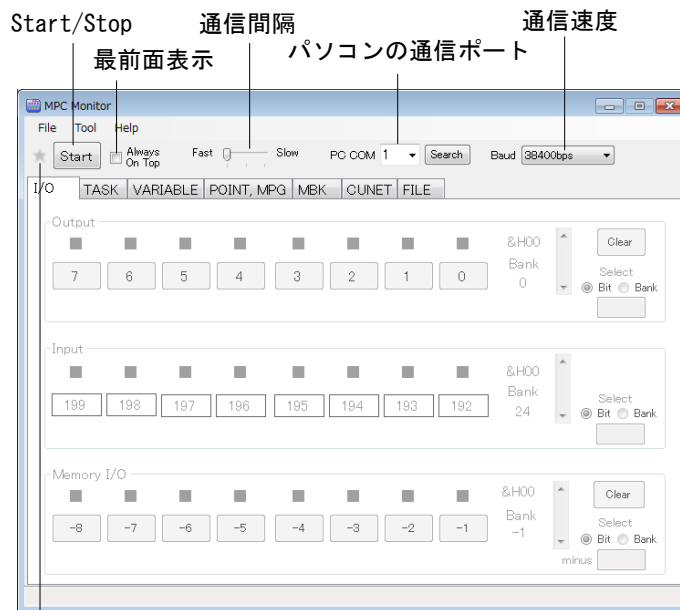 Start/Stop 通信間隔 通信速度
最前面表示 パソコンの通信ポート
MPC Monitor
File Tool Help
Start Always On Top Fast Slow PC COM 1 Search Baud 38400bps
I/O TASK VARIABLE POINT, MPG MBK CUNET FILE
Output
&H00 Clear
7 6 5 4 3 2 1 0 Bank 0 Select
Bit Bank
Input
&H00
199 198 197 196 195 194 193 192 Bank 24 Select
Bit Bank
Memory I/O
&H00 Clear
-8 -7 -6 -5 -4 -3 -2 -1 Bank -1 Select
Bit Bank
minus